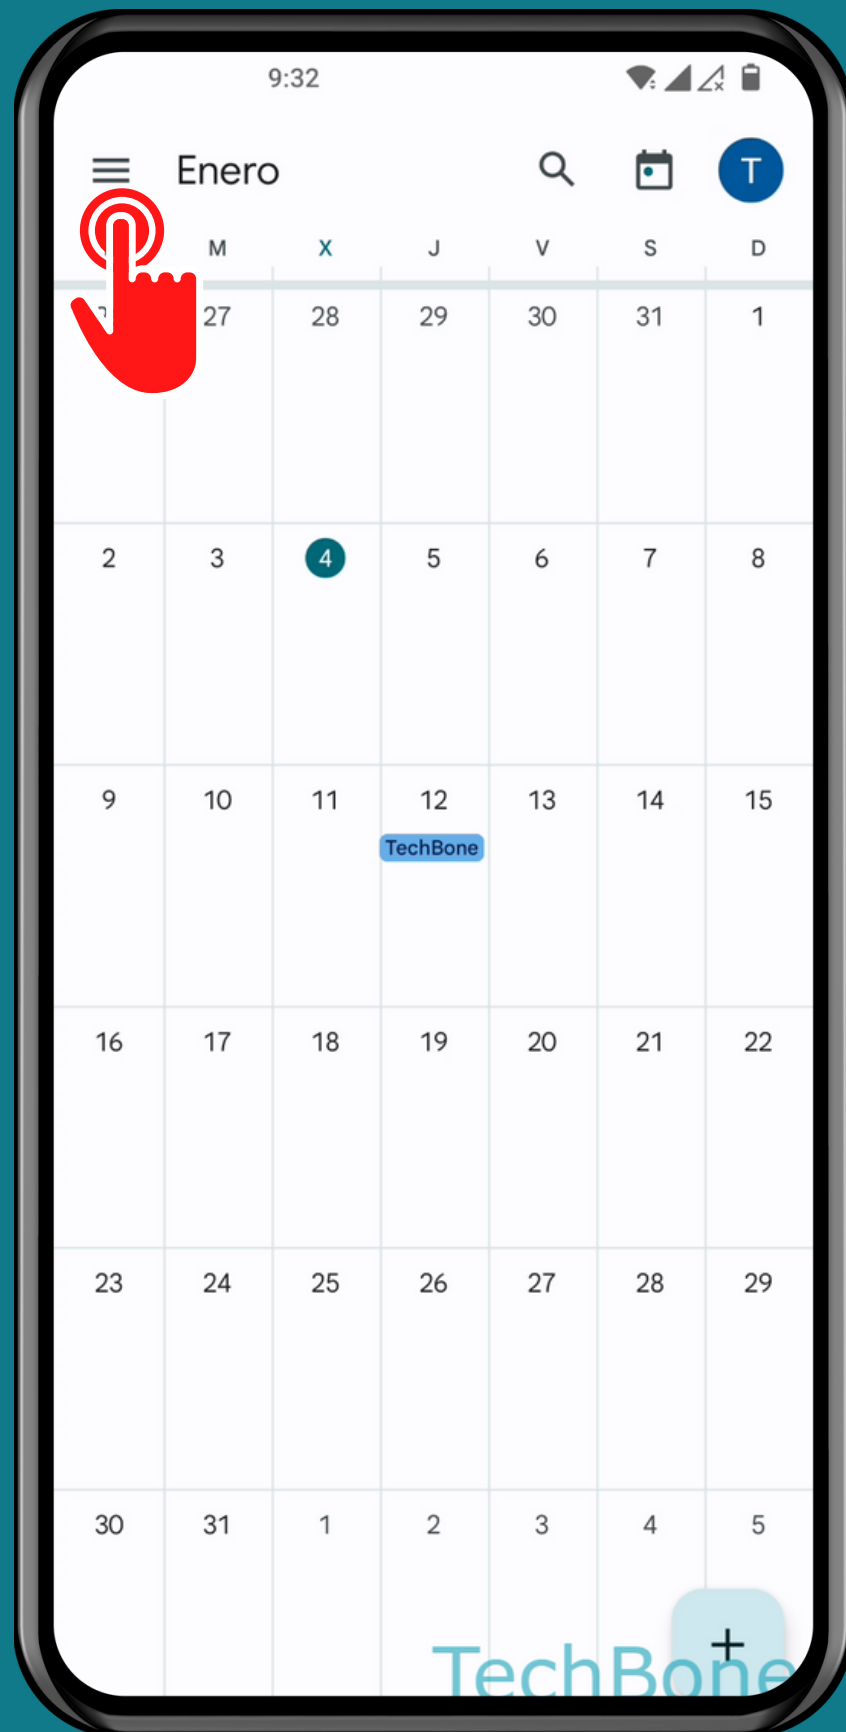 9:32
Enero
T
M X J V S D
27 28 29 30 31 1
2 3 4 5 6 7 8
9 10 11 12 13 14 15
TechBone
16 17 18 19 20 21 22
23 24 25 26 27 28 29
30 31 1 2 3 4 5
+
TechBone